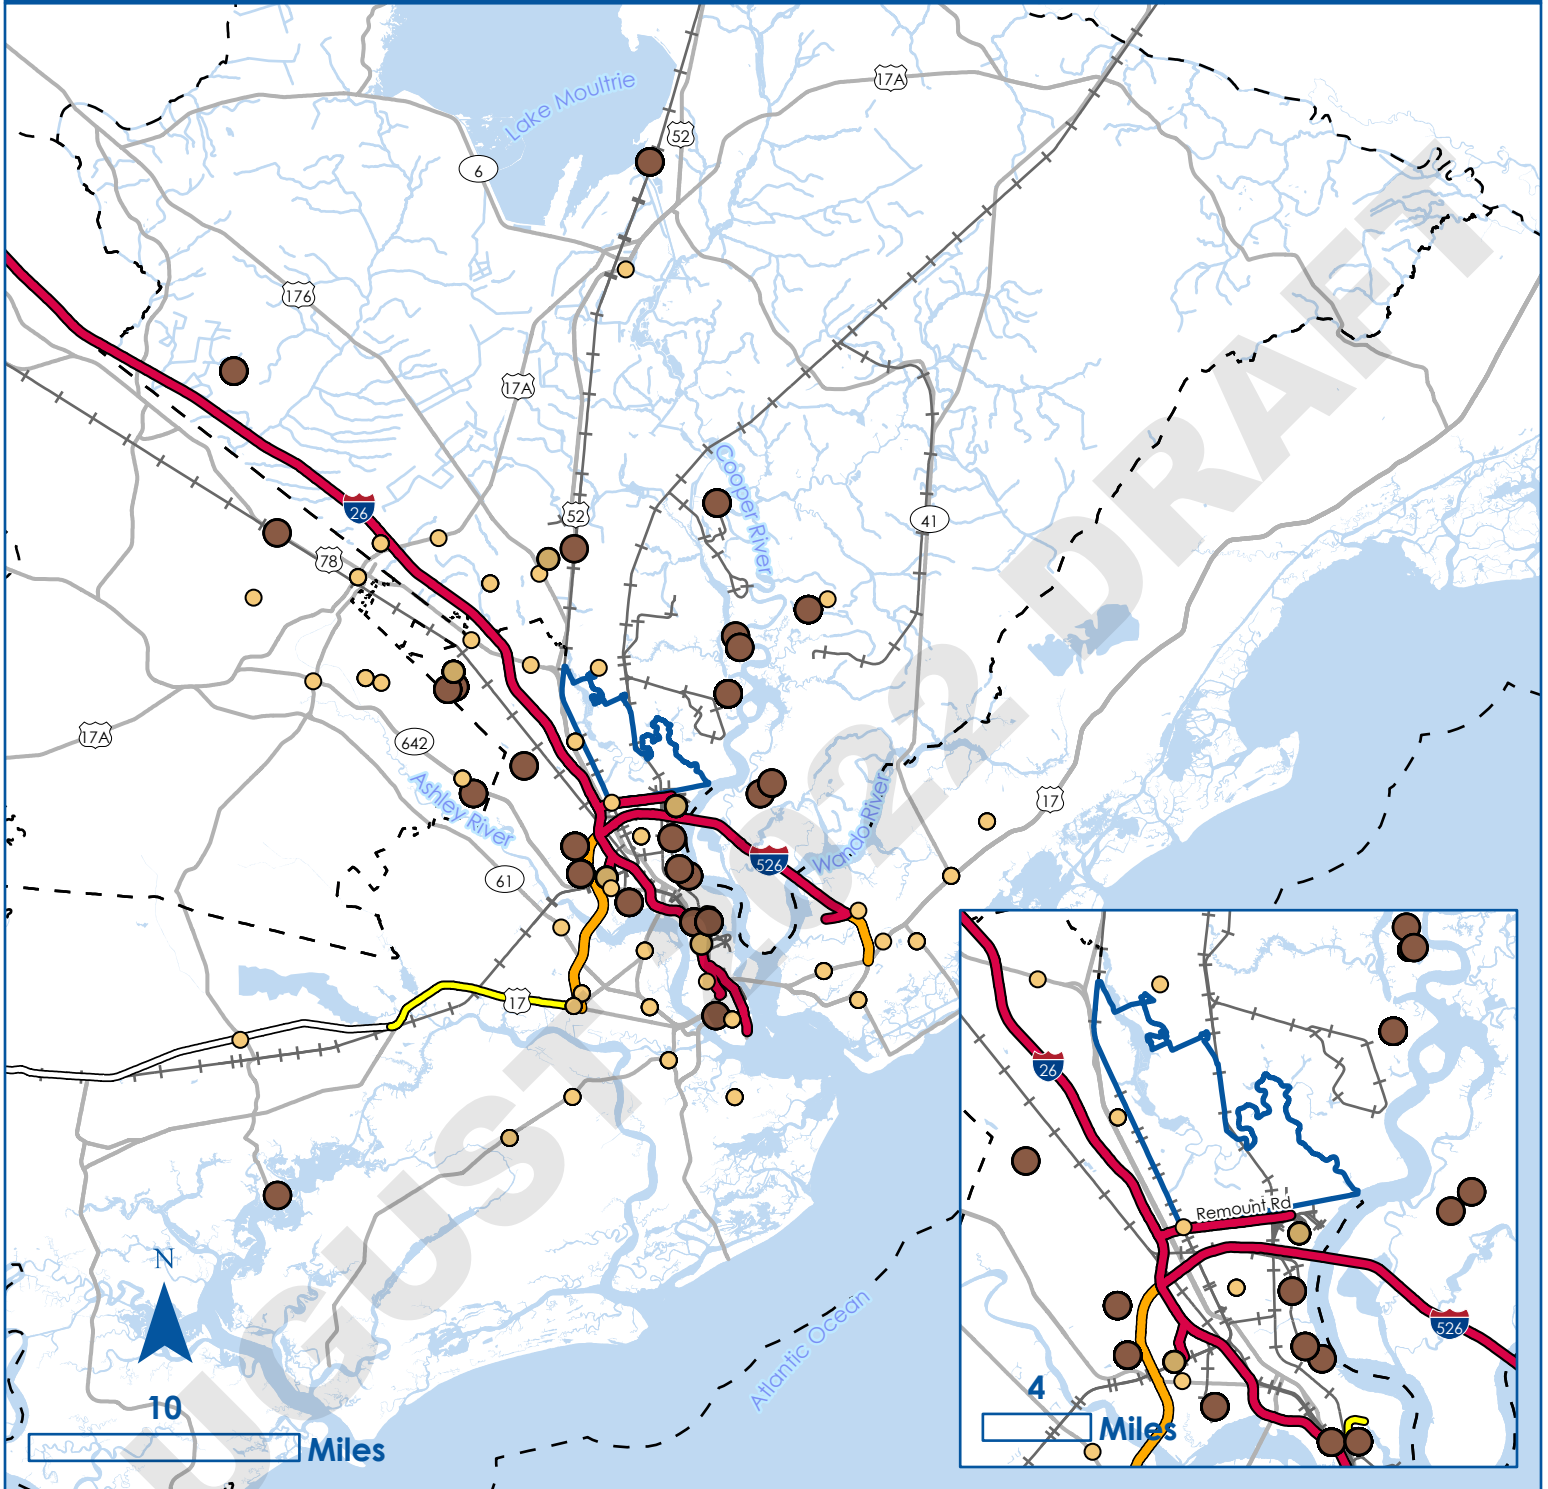 17A
Lake Moultrie
52
6
176
17A
26
Cooper River
52
41
78
17A
642
Ashley River
17
Wando River
526
61
17
Atlantic Ocean
N
10
Miles
26
Remount Rd
526
4
Miles
UGUST 2022 DRAFT